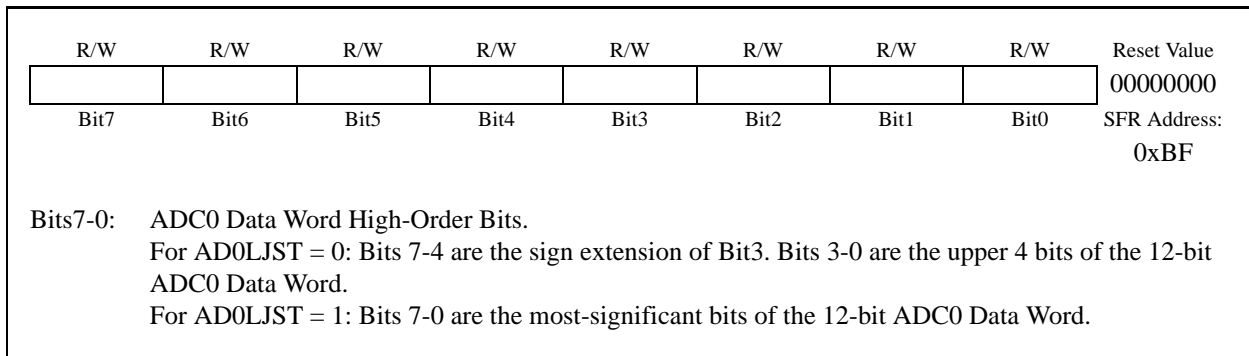 R/W R/W R/W R/W R/W R/W R/W R/W Reset Value
00000000
Bit7 Bit6 Bit5 Bit4 Bit3 Bit2 Bit1 Bit0 SFR Address:
0xBF
Bits7-0: ADC0 Data Word High-Order Bits.
For AD0LJST = 0: Bits 7-4 are the sign extension of Bit3. Bits 3-0 are the upper 4 bits of the 12-bit
ADC0 Data Word.
For AD0LJST = 1: Bits 7-0 are the most-significant bits of the 12-bit ADC0 Data Word.